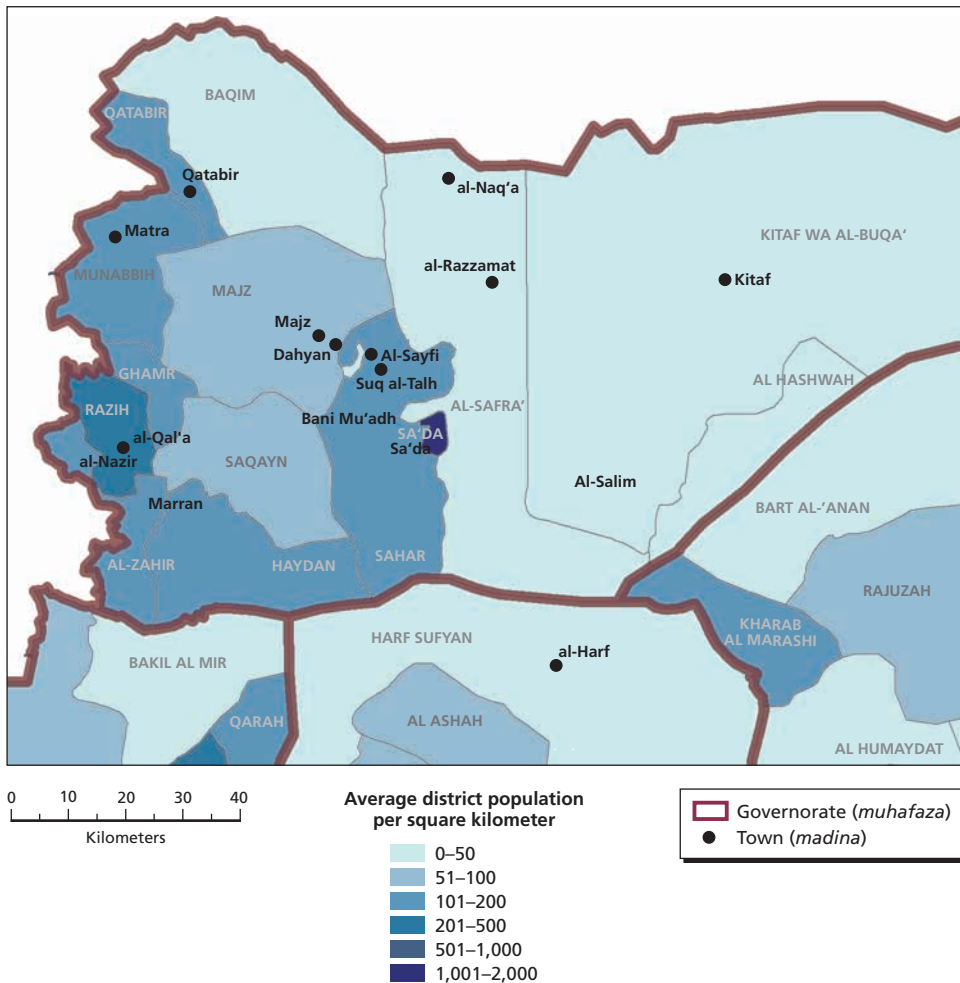 BAQIM
QATABIR
Qatabir
al-Naq‘a
Matra
KITAF WA AL-BUQA’
MUNABBIH
al-Razzamat
Kitaf
MAJZ
Majz
Dahyan
Al-Sayfi
Suq al-Talh
GHAMR
AL HASHWAH
RAZIH
Bani Mu‘adh
AL-SAFRA’
SA‘DA
Sa‘da
al-Qal'a
al-Nazir
SAQAYN
Al-Salim
Marran
BART AL-‘ANAN
AL-ZAHIR
HAYDAN
SAHAR
RAJUZAH
KHARAB
AL MARASHI
HARF SUFYAN
al-Harf
BAKIL AL MIR
QARAH
AL ASHAH
AL HUMAYDAT
0 10 20 30 40
Kilometers
Average district population
per square kilometer
0–50
51–100
101–200
201–500
501–1,000
1,001–2,000
Governorate (muhafaza)
Town (madina)